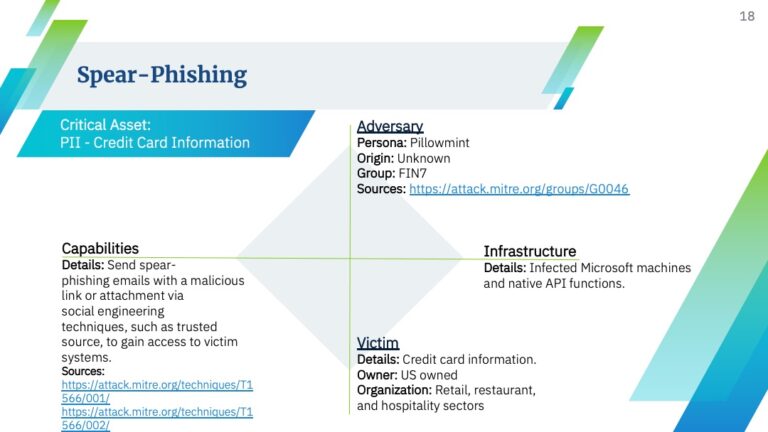 18
Spear-Phishing
Critical Asset:
PII - Credit Card Information
Adversary
Persona: Pillowmint
Origin: Unknown
Group: FIN7
Sources: https://attack.mitre.org/groups/G0046
Capabilities
Details: Send spear-
phishing emails with a malicious
link or attachment via
social engineering
techniques, such as trusted
source, to gain access to victim
systems.
Sources:
https://attack.mitre.org/techniques/T1
566/001/
https://attack.mitre.org/techniques/T1
566/002/
Infrastructure
Details: Infected Microsoft machines
and native API functions.
Victim
Details: Credit card information.
Owner: US owned
Organization: Retail, restaurant,
and hospitality sectors